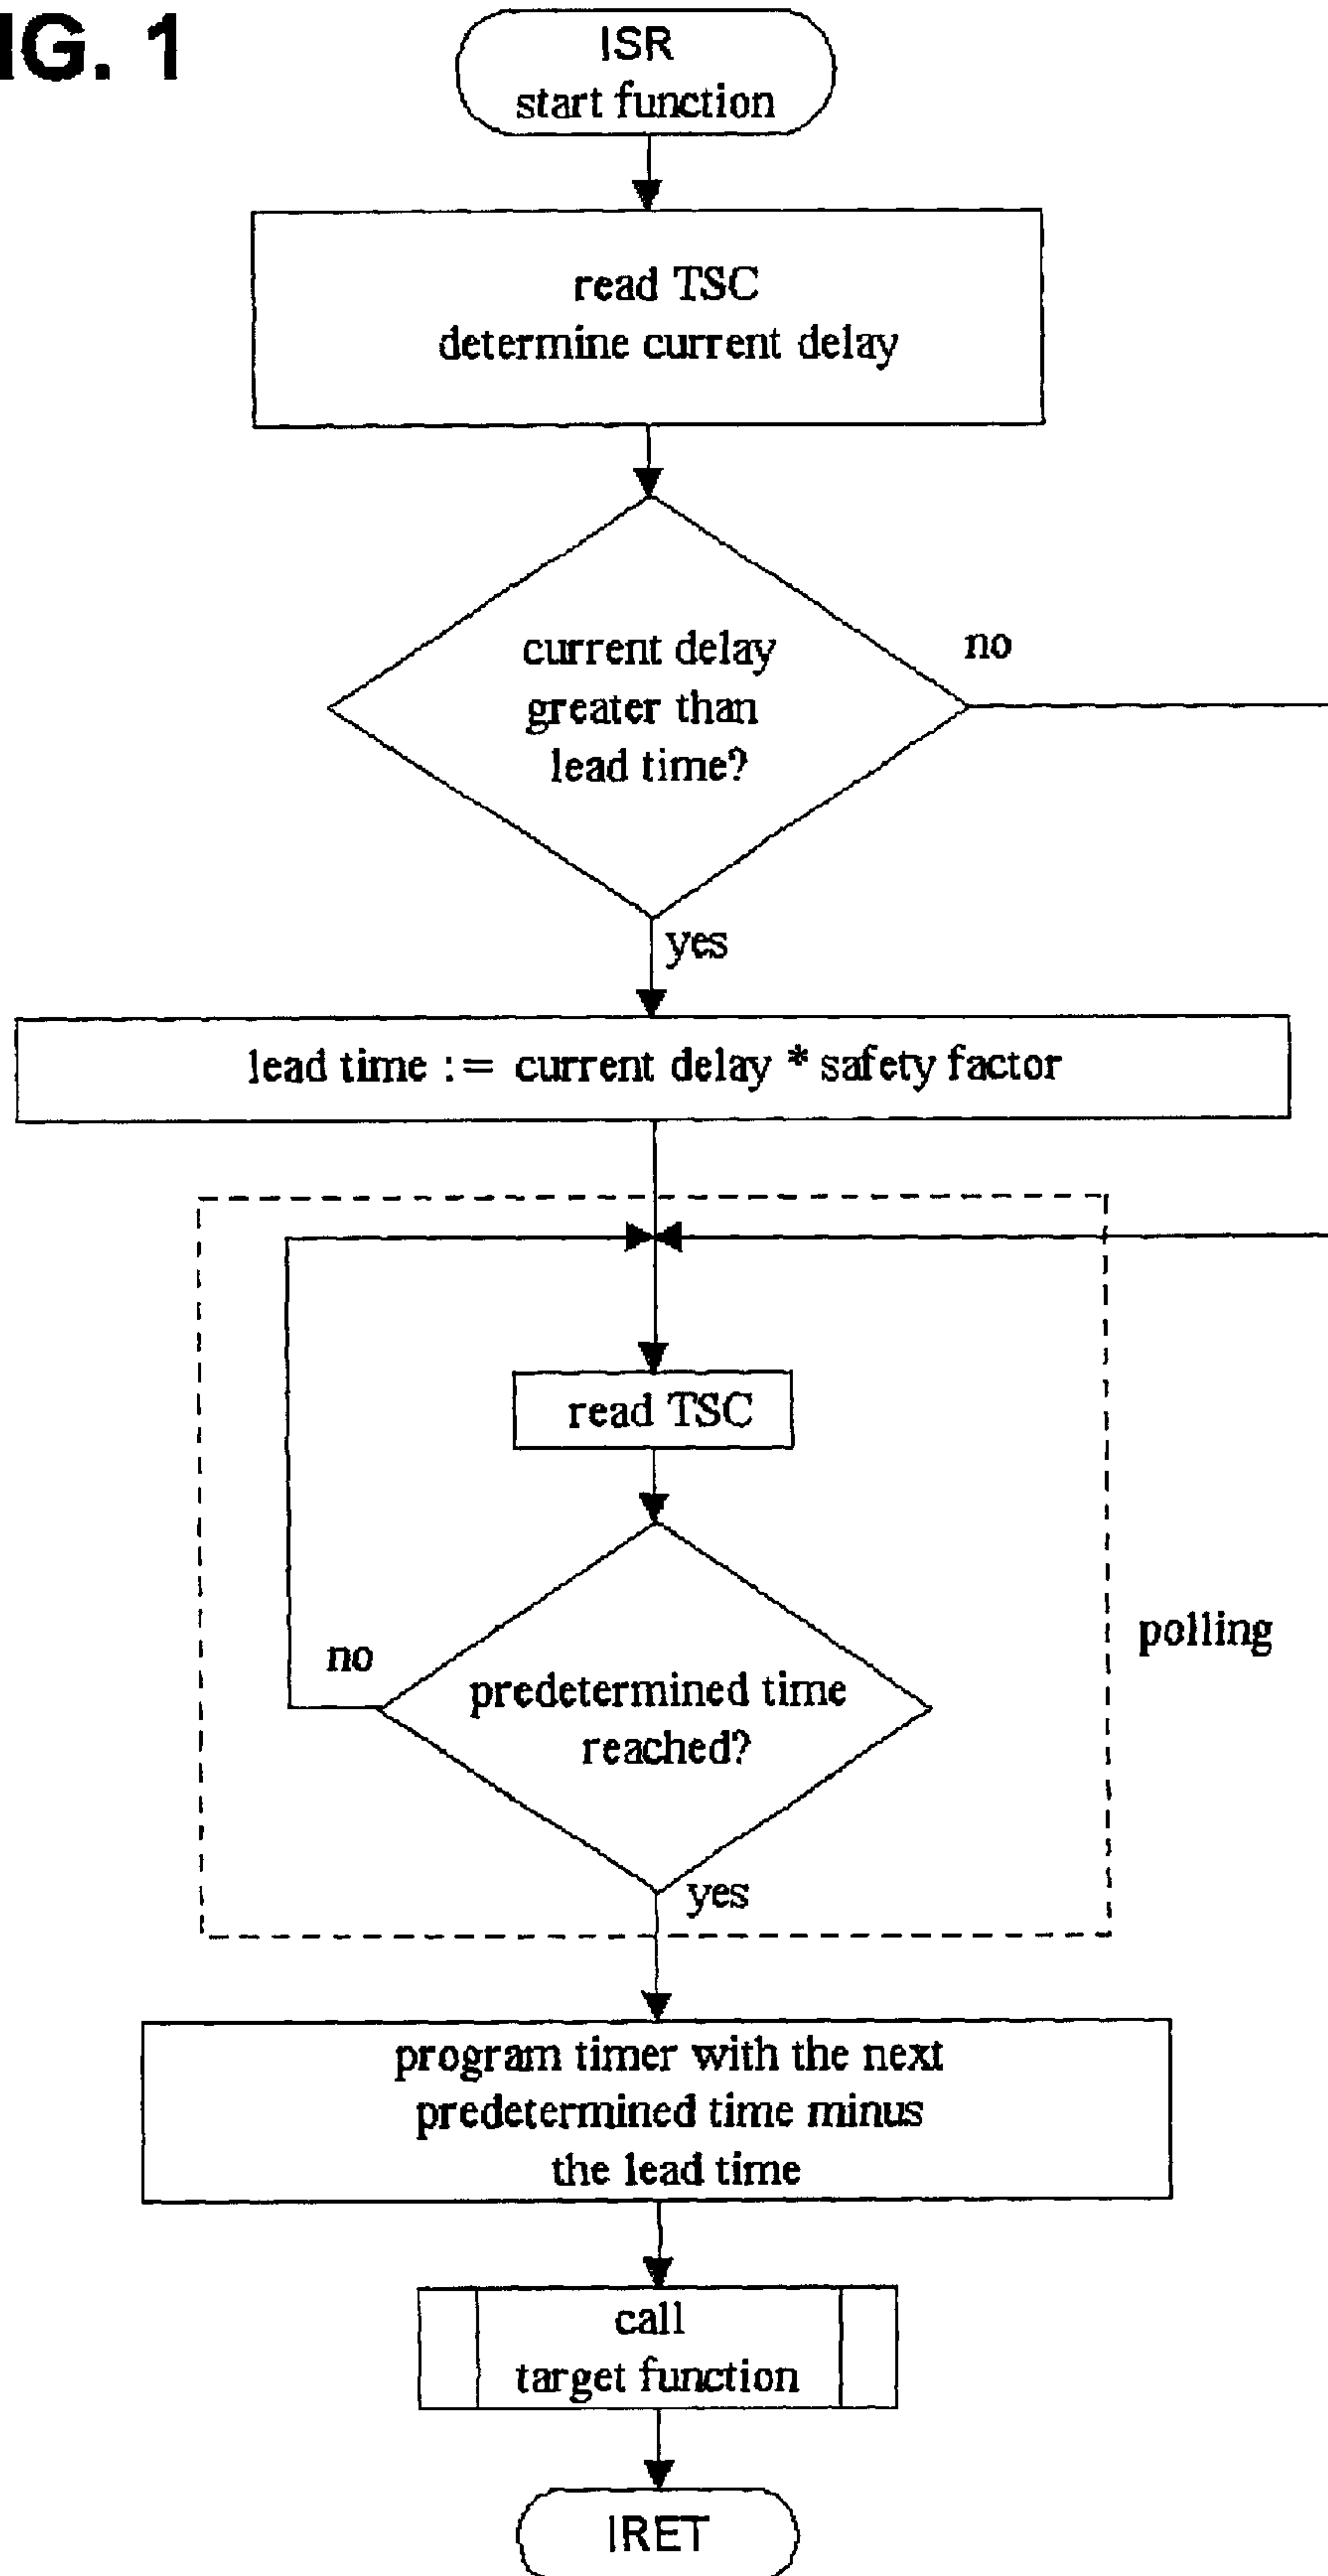 IG. 1
ISR
start function
read TSC
determine current delay
current delay
greater than
lead time?
no
yes
lead time := current delay * safety factor
read TSC
predetermined time
reached?
no
yes
polling
program timer with the next
predetermined time minus
the lead time
call
target function
IRET